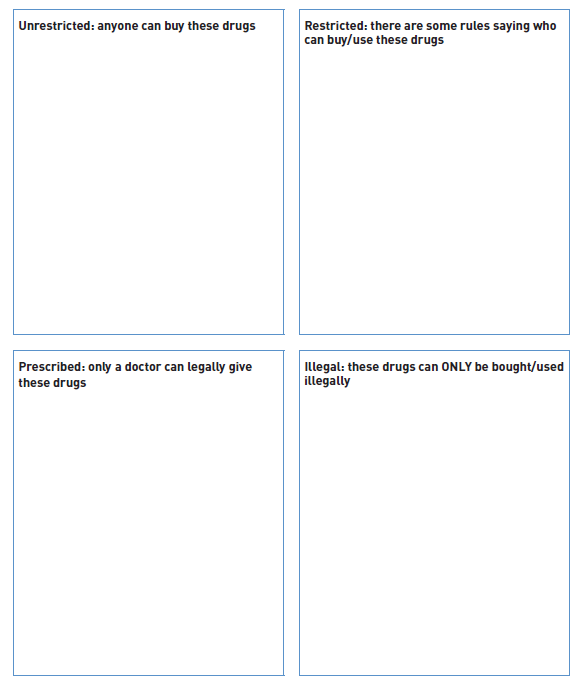 Unrestricted: anyone can buy these drugs
Restricted: there are some rules saying who
can buy/use these drugs
Prescribed: only a doctor can legally give
these drugs
Illegal: these drugs can ONLY be bought/used
illegally